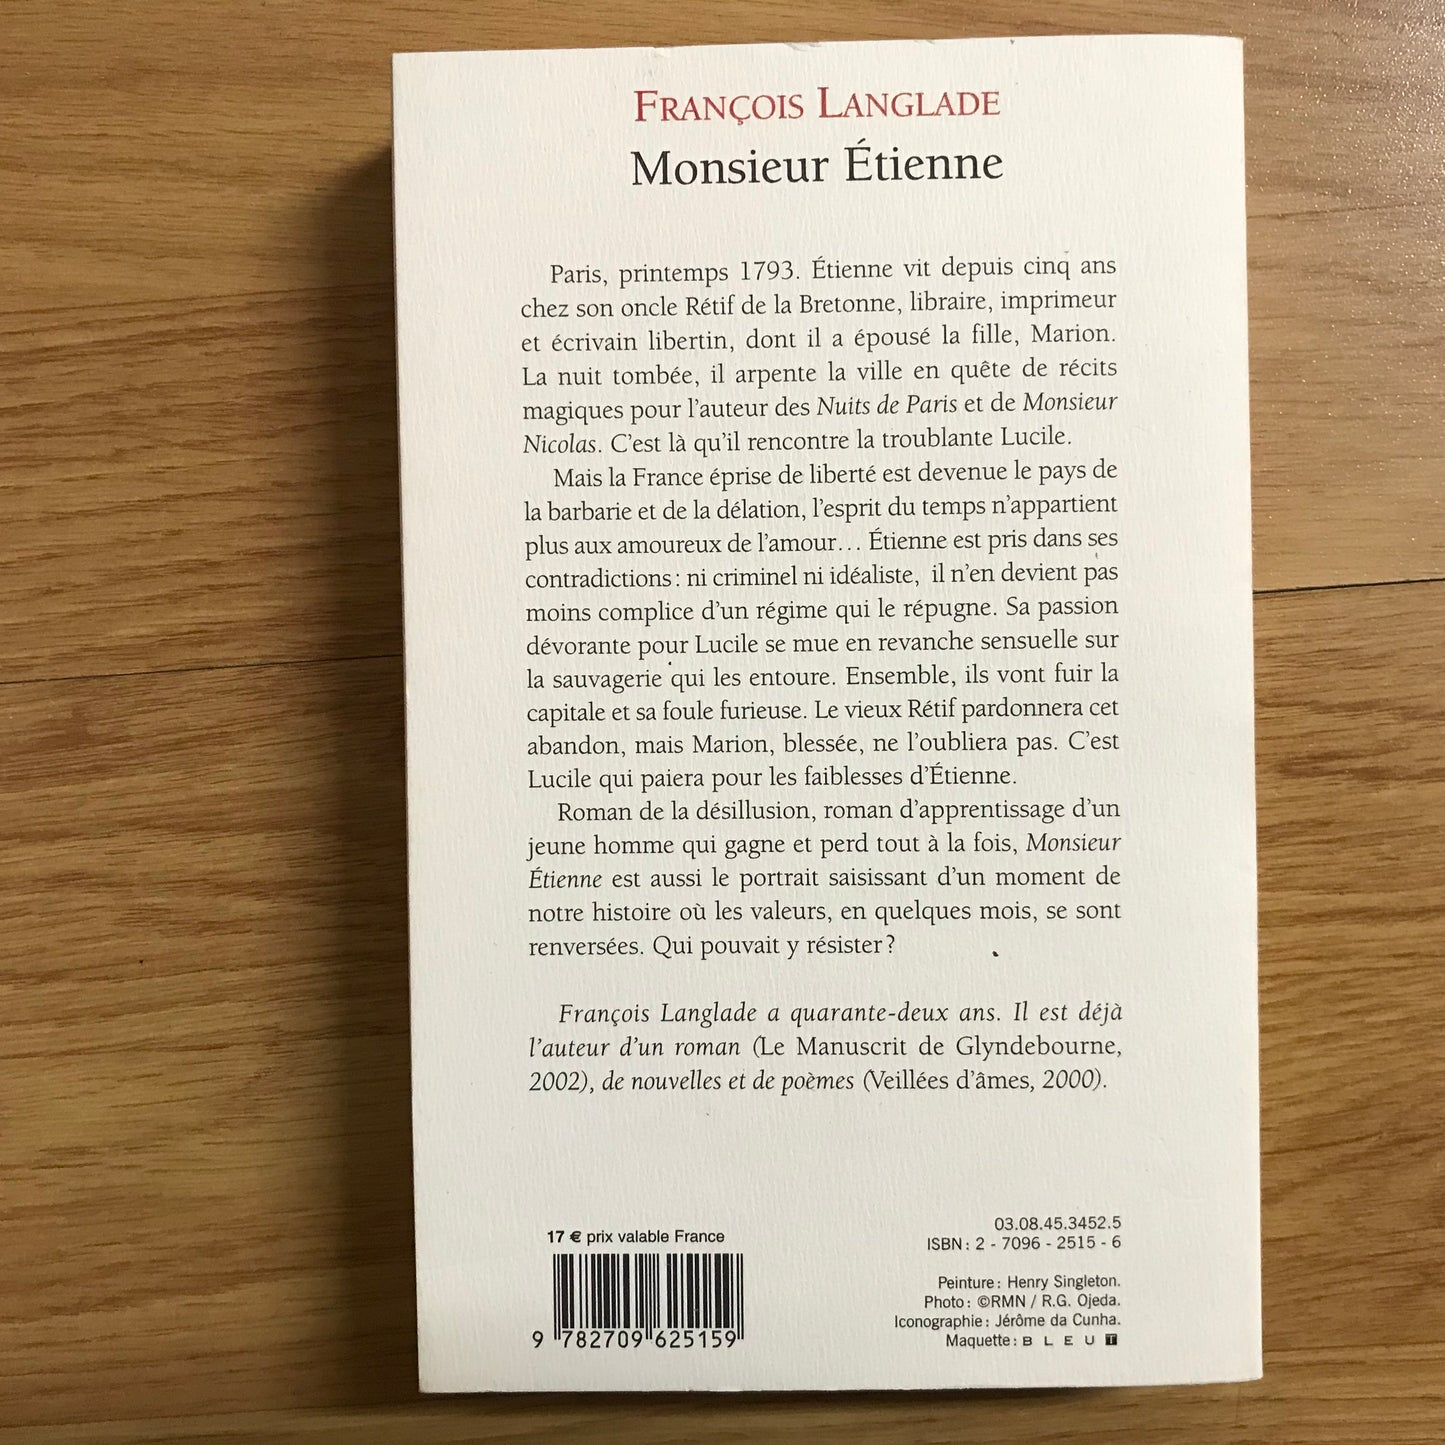 FRANÇOIS LANGLADE
Monsieur Étienne
Paris, printemps 1793. Étienne vit depuis cinq ans
chez son oncle Rétif de la Bretonne, libraire, imprimeur
et écrivain libertin, dont il a épousé la fille, Marion.
La nuit tombée, il arpente la ville en quête de récits
magiques pour l'auteur des Nuits de Paris et de Monsieur
Nicolas. C'est là qu'il rencontre la troublante Lucile.
Mais la France éprise de liberté est devenue le pays de
la barbarie et de la délation, l'esprit du temps n'appartient
plus aux amoureux de l'amour… Étienne est pris dans ses
contradictions : ni criminel ni idéaliste, il n'en devient pas
moins complice d'un régime qui le répugne. Sa passion
dévorante pour Lucile se mue en revanche sensuelle sur
la sauvagerie qui les entoure. Ensemble, ils vont fuir la
capitale et sa foule furieuse. Le vieux Rétif pardonnera cet
abandon, mais Marion, blessée, ne l'oubliera pas. C'est
Lucile qui paiera pour les faiblesses d'Étienne.
Roman de la désillusion, roman d'apprentissage d'un
jeune homme qui gagne et perd tout à la fois, Monsieur
Étienne est aussi le portrait saisissant d'un moment de
notre histoire où les valeurs, en quelques mois, se sont
renversées. Qui pouvait y résister ?
François Langlade a quarante-deux ans. Il est déjà
l'auteur d'un roman (Le Manuscrit de Glyndebourne,
2002), de nouvelles et de poèmes (Veillées d'âmes, 2000).
17 € prix valable France
9 782709 625159
03.08.45.3452.5
ISBN : 2 - 7096 - 2515 - 6
Peinture : Henry Singleton.
Photo : ©RMN / R.G. Ojeda.
Iconographie : Jérôme da Cunha.
Maquette : B L E U T